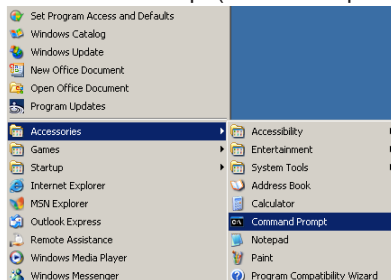 Set Program Access and Defaults
Windows Catalog
Windows Update
New Office Document
Open Office Document
Program Updates
Accessories
Games
Startup
Internet Explorer
MSN Explorer
Outlook Express
Remote Assistance
Windows Media Player
Windows Messenger
Accessibility
Entertainment
System Tools
Address Book
Calculator
Command Prompt
Notepad
Paint
Program Compatibility Wizard